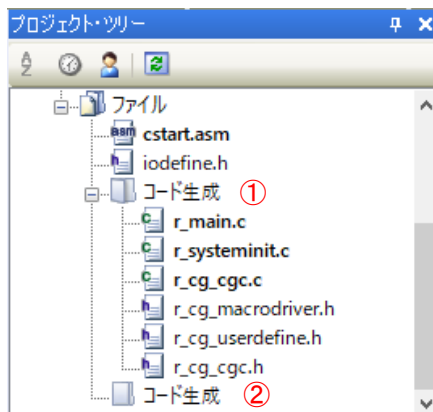 プロジェクト・ツリー
ファイル
cstart.asm
iodefine.h
コード生成 ①
r_main.c
r_systeminit.c
r_cg_cgc.c
r_cg_macrodriver.h
r_cg_userdefine.h
r_cg_cgc.h
コード生成 ②